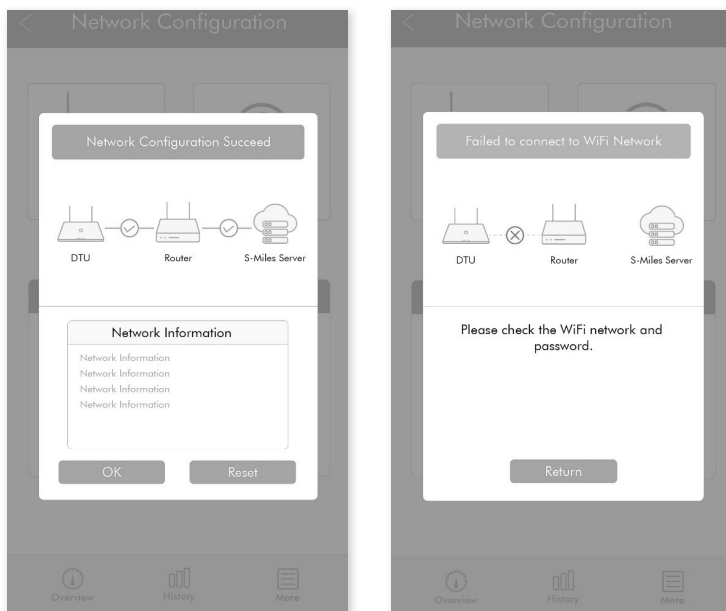 Network Configuration
Network Configuration Succeed
DTU
Router
S-Miles Server
Network Information
Network Information
Network Information
Network Information
Network Information
OK
Reset
Overview
History
More
Network Configuration
Failed to connect to WiFi Network
DTU
Router
S-Miles Server
Please check the WiFi network and
password.
Return
Overview
History
More